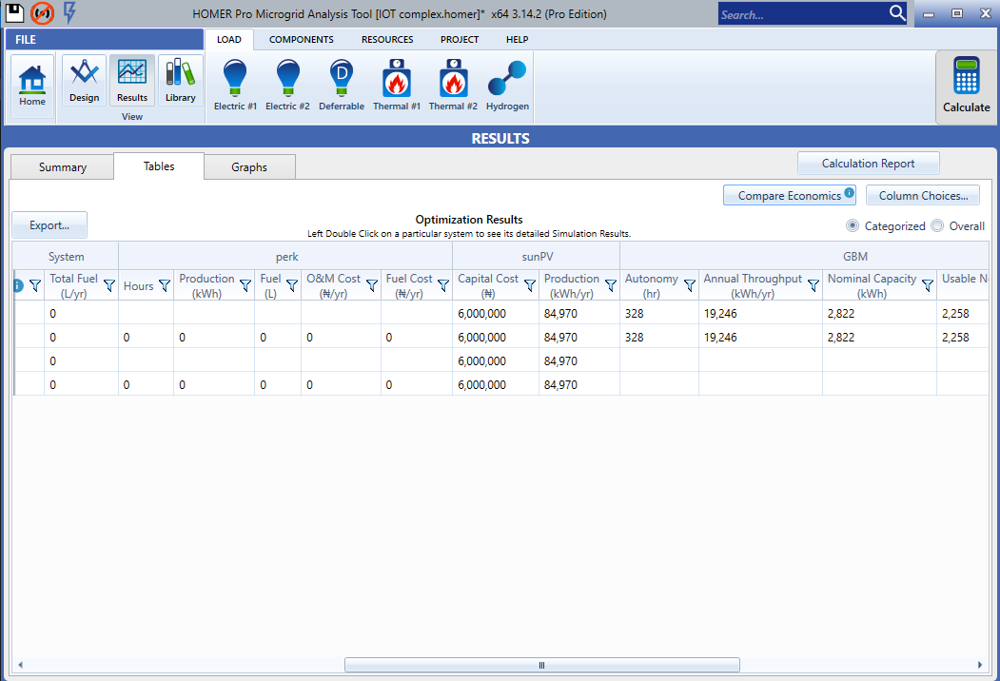 HOMER Pro Microgrid Analysis Tool [IOT complex.homer]* x64 3.14.2 (Pro Edition)
Search...
FILE
LOAD COMPONENTS RESOURCES PROJECT HELP
Home
Design
Results
Library
View
Electric #1
Electric #2
Deferrable
Thermal #1
Thermal #2
Hydrogen
Calculate
RESULTS
Summary Tables Graphs
Calculation Report
Compare Economics
Column Choices...
Export...
Optimization Results
Left Double Click on a particular system to see its detailed Simulation Results.
Categorized Overall
System perk sunPV GBM
Total Fuel (L/yr) Hours Production (kWh) Fuel (L) O&M Cost (₦/yr) Fuel Cost (₦/yr) Capital Cost (₦) Production (kWh/yr) Autonomy (hr) Annual Throughput (kWh/yr) Nominal Capacity (kWh) Usable N
0 6,000,000 84,970 328 19,246 2,822 2,258
0 0 0 0 0 0 6,000,000 84,970 328 19,246 2,822 2,258
0 6,000,000 84,970
0 0 0 0 0 0 6,000,000 84,970